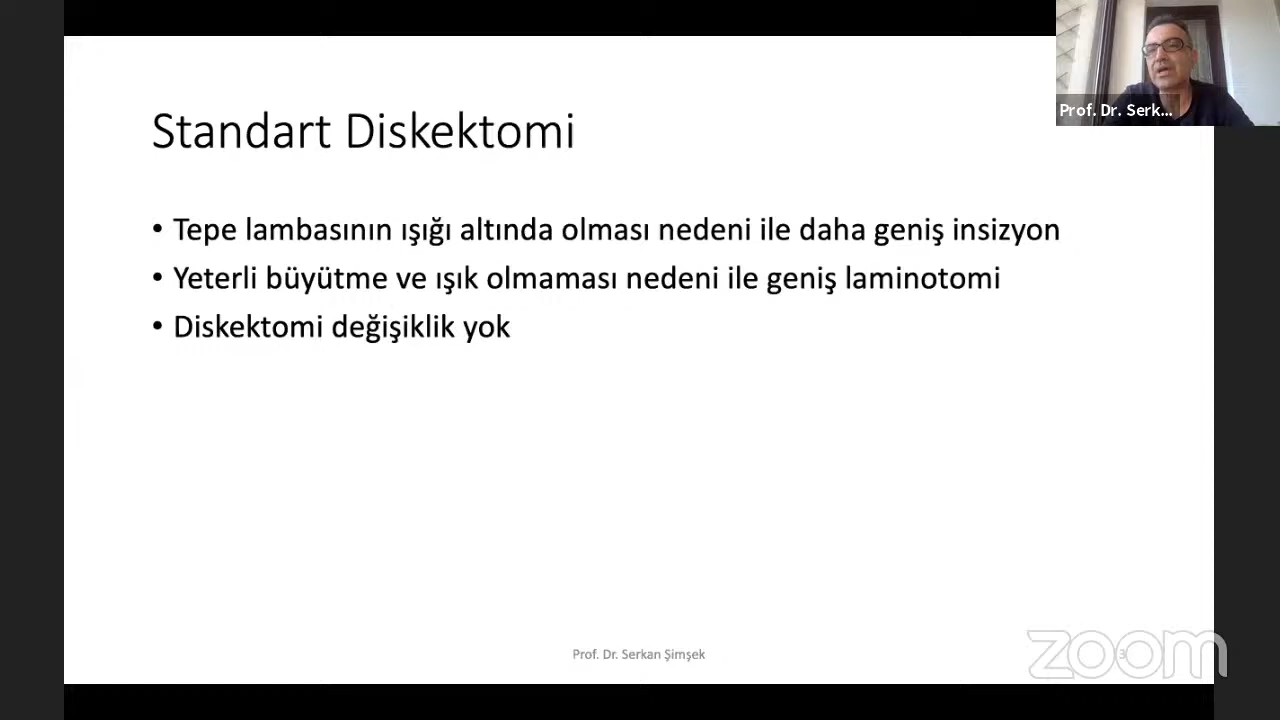 Prof. Dr. Serk...
Standart Diskektomi
• Tepe lambasının ışığı altında olması nedeni ile daha geniş insizyon
• Yeterli büyütme ve ışık olmaması nedeni ile geniş laminotomi
• Diskektomi değişiklik yok
Prof. Dr. Serkan Şimşek
3
zoom